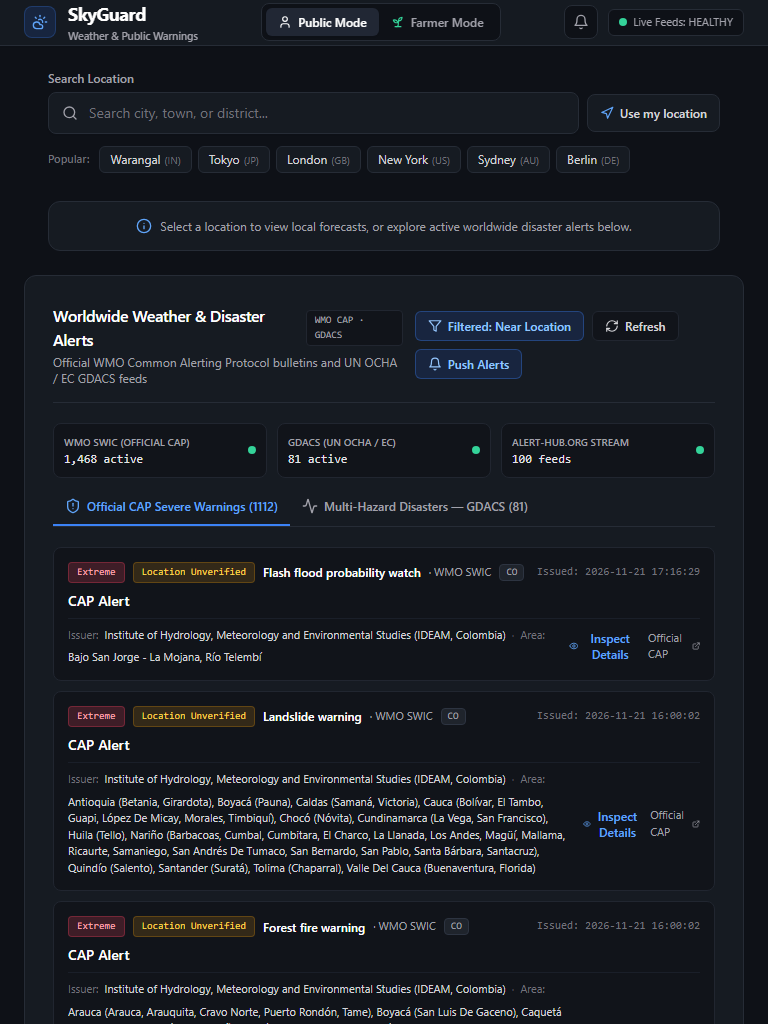 SkyGuard
Weather & Public Warnings
Public Mode
Farmer Mode
Live Feeds: HEALTHY
Search Location
Search city, town, or district...
Use my location
Popular:
Warangal (IN)
Tokyo (JP)
London (GB)
New York (US)
Sydney (AU)
Berlin (DE)
Select a location to view local forecasts, or explore active worldwide disaster alerts below.
Worldwide Weather & Disaster
Alerts
WMO CAP ·
GDACS
Official WMO Common Alerting Protocol bulletins and UN OCHA
/ EC GDACS feeds
Filtered: Near Location
Refresh
Push Alerts
WMO SWIC (OFFICIAL CAP)
1,468 active
GDACS (UN OCHA / EC)
81 active
ALERT-HUB.ORG STREAM
100 feeds
Official CAP Severe Warnings (1112)
Multi-Hazard Disasters — GDACS (81)
Extreme
Location Unverified
Flash flood probability watch · WMO SWIC CO
Issued: 2026-11-21 17:16:29
CAP Alert
Issuer: Institute of Hydrology, Meteorology and Environmental Studies (IDEAM, Colombia) · Area:
Bajo San Jorge - La Mojana, Río Telembí
Inspect
Details
Official
CAP
Extreme
Location Unverified
Landslide warning · WMO SWIC CO
Issued: 2026-11-21 16:00:02
CAP Alert
Issuer: Institute of Hydrology, Meteorology and Environmental Studies (IDEAM, Colombia) · Area:
Antioquia (Betania, Girardota), Boyacá (Pauna), Caldas (Samaná, Victoria), Cauca (Bolívar, El Tambo,
Guapi, López De Micay, Morales, Timbiquí), Chocó (Nóvita), Cundinamarca (La Vega, San Francisco),
Huila (Tello), Nariño (Barbacoas, Cumbal, Cumbitara, El Charco, La Llanada, Los Andes, Magüí, Mallama,
Ricaurte, Samaniego, San Andrés De Tumaco, San Bernardo, San Pablo, Santa Bárbara, Santacruz),
Quindío (Salento), Santander (Suratá), Tolima (Chaparral), Valle Del Cauca (Buenaventura, Florida)
Inspect
Details
Official
CAP
Extreme
Location Unverified
Forest fire warning · WMO SWIC CO
Issued: 2026-11-21 16:00:02
CAP Alert
Issuer: Institute of Hydrology, Meteorology and Environmental Studies (IDEAM, Colombia) · Area:
Arauca (Arauca, Arauquita, Cravo Norte, Puerto Rondón, Tame), Boyacá (San Luis De Gaceno), Caquetá